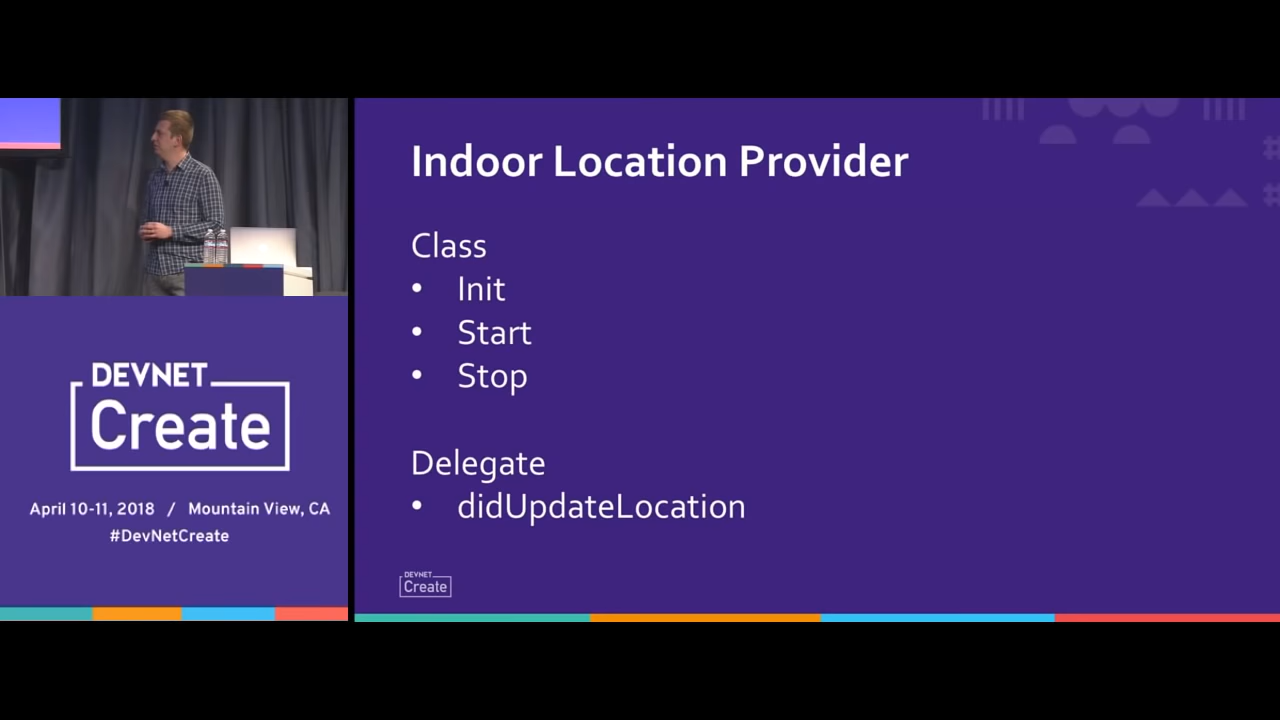 DEVNET
Create
April 10-11, 2018 / Mountain View, CA
#DevNetCreate
Indoor Location Provider
Class
• Init
• Start
• Stop
Delegate
• didUpdateLocation
DEVNET
Create